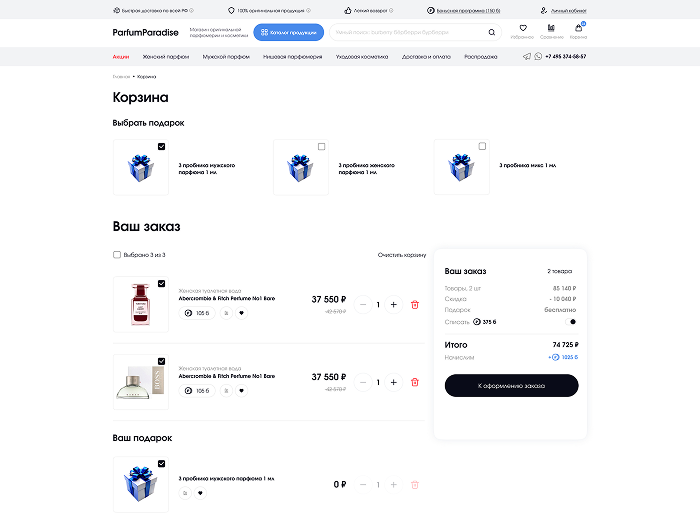 Быстрая доставка по всей РФ
100% оригинальная продукция
Легкий возврат
Бонусная программа (150 б)
Личный кабинет
ParfumParadise
Магазин оригинальной парфюмерии и косметики
Каталог продукции
Избранное
Сравнение
Корзина
Акции
Женский парфюм
Мужской парфюм
Нишевая парфюмерия
Уходовая косметика
Доставка и оплата
Распродажа
+7 495 374-58-57
Главная • Корзина
Корзина
Выбрать подарок
3 пробника мужского
парфюма 1 мл
3 пробника женского
парфюма 1 мл
3 пробника микс 1 мл
Ваш заказ
Выбрано 3 из 3
Очистить корзину
Женская туалетная вода
Abercrombie & Fitch Perfume No1 Bare
105 б
37 550 ₽
42 570 ₽
1
Женская туалетная вода
Abercrombie & Fitch Perfume No1 Bare
105 б
37 550 ₽
42 570 ₽
1
BOSS
Ваш подарок
3 пробника мужского парфюма 1 мл
0 ₽
1
Ваш заказ
2 товара
Товары, 2 шт
85 140 ₽
Скидка
- 10 040 ₽
Подарок
бесплатно
Списать
375 б
Итого
74 725 ₽
Начислим
+ 1025 б
К оформлению заказа